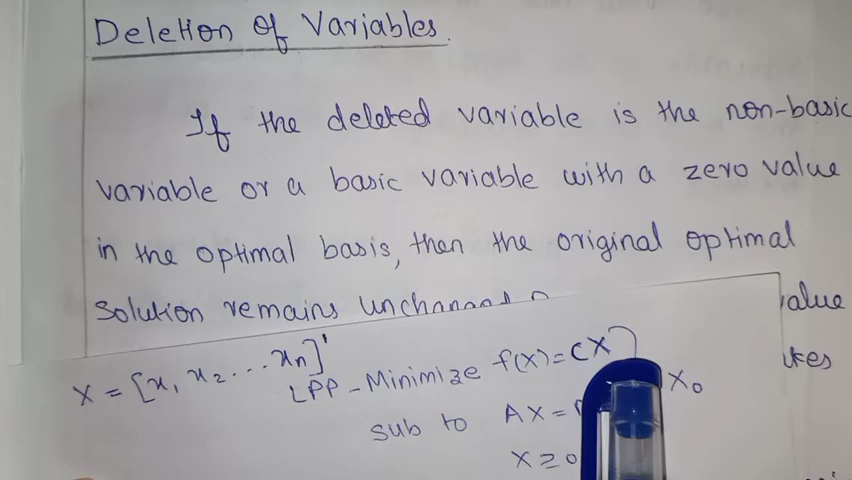 Deletion of Variables.
If the deleted variable is the non-basic
variable or a basic variable with a zero value
in the optimal basis, then the original optimal
solution remains unchanged
value
X = [x1 x2 ... xn]'
LPP - Minimize f(X) = CX
X0
sub to AX =
X ≥ 0